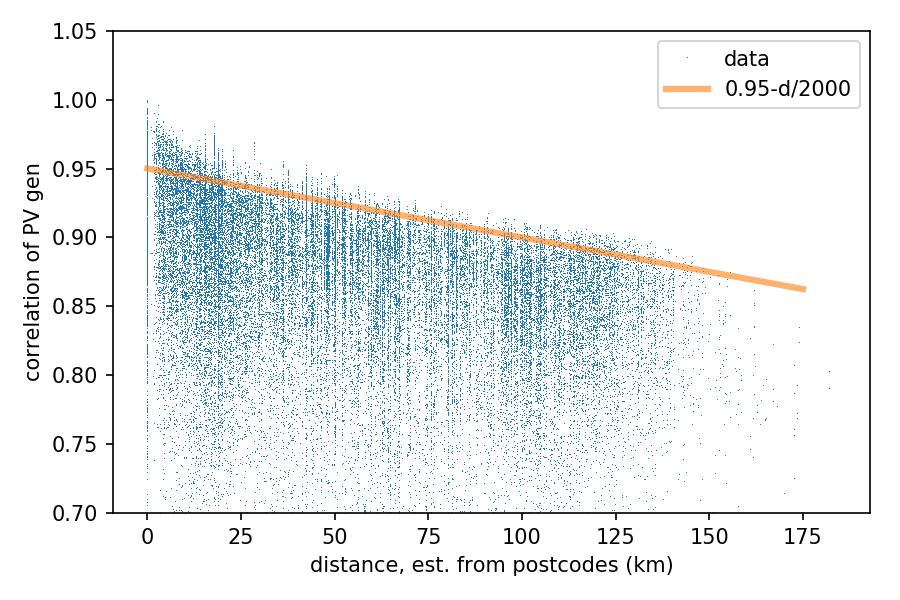 1.05
1.00
0.95
0.90
0.85
0.80
0.75
0.70
correlation of PV gen
data
0.95-d/2000
0 25 50 75 100 125 150 175
distance, est. from postcodes (km)